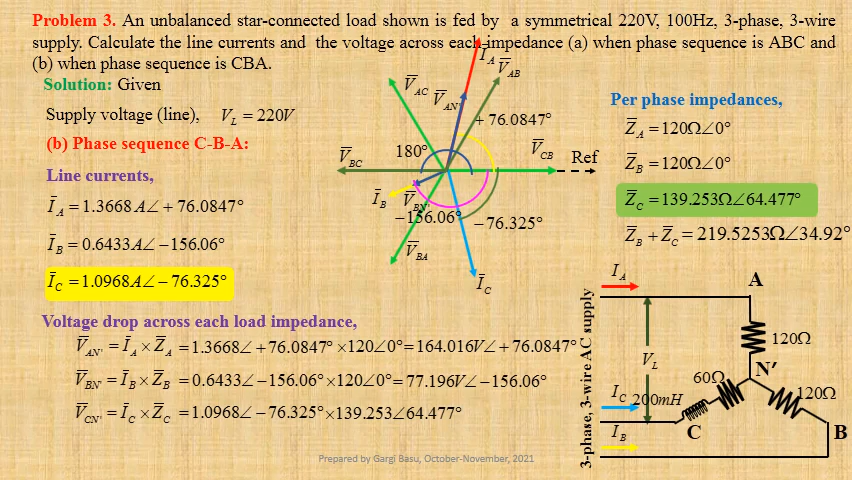 Problem 3. An unbalanced star-connected load shown is fed by a symmetrical 220V, 100Hz, 3-phase, 3-wire
supply. Calculate the line currents and the voltage across each impedance (a) when phase sequence is ABC and
(b) when phase sequence is CBA.
Solution: Given
Supply voltage (line), V_L = 220V
(b) Phase sequence C-B-A:
Line currents,
Ī_A = 1.3668 A∠ + 76.0847°
Ī_B = 0.6433A∠ −156.06°
Ī_C = 1.0968A∠ − 76.325°
Voltage drop across each load impedance,
V̅_AN' = Ī_A × Z̅_A = 1.3668∠ + 76.0847° ×120∠0° = 164.016V∠ + 76.0847°
V̅_BN' = Ī_B × Z̅_B = 0.6433∠ −156.06° ×120∠0° = 77.196V∠ −156.06°
V̅_CN' = Ī_C × Z̅_C = 1.0968∠ − 76.325° ×139.253∠64.477°
Ī_A
V̅_AB
V̅_AC
V̅_AN'
+ 76.0847°
180°
V̅_CB
Ref
V̅_BC
Ī_B
V̅_BN'
−156.06°
− 76.325°
V̅_BA
Ī_C
Per phase impedances,
Z̅_A = 120Ω∠0°
Z̅_B = 120Ω∠0°
Z̅_C = 139.253Ω∠64.477°
Z̅_B + Z̅_C = 219.5253Ω∠34.92°
I_A
A
3-phase, 3-wire AC supply
120Ω
V_L
N′
60Ω
I_C
200mH
120Ω
I_B
C
B
Prepared by Gargi Basu, October-November, 2021